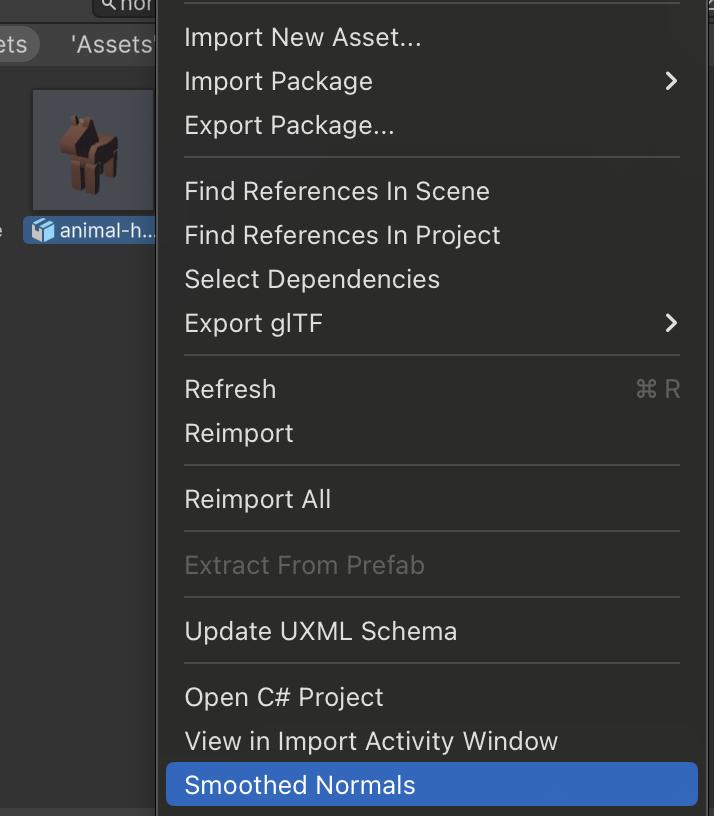 'Assets'
animal-h...
Import New Asset...
Import Package
Export Package...
Find References In Scene
Find References In Project
Select Dependencies
Export glTF
Refresh ⌘ R
Reimport
Reimport All
Extract From Prefab
Update UXML Schema
Open C# Project
View in Import Activity Window
Smoothed Normals